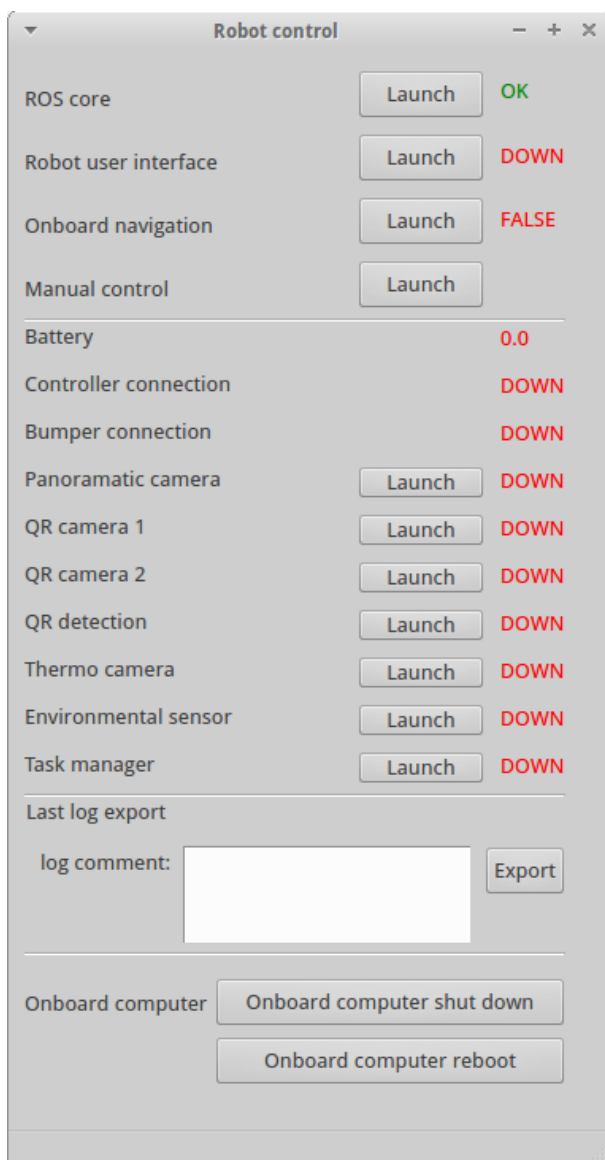 Robot control
ROS core Launch OK
Robot user interface Launch DOWN
Onboard navigation Launch FALSE
Manual control Launch
Battery 0.0
Controller connection DOWN
Bumper connection DOWN
Panoramatic camera Launch DOWN
QR camera 1 Launch DOWN
QR camera 2 Launch DOWN
QR detection Launch DOWN
Thermo camera Launch DOWN
Environmental sensor Launch DOWN
Task manager Launch DOWN
Last log export
log comment: Export
Onboard computer Onboard computer shut down
Onboard computer reboot